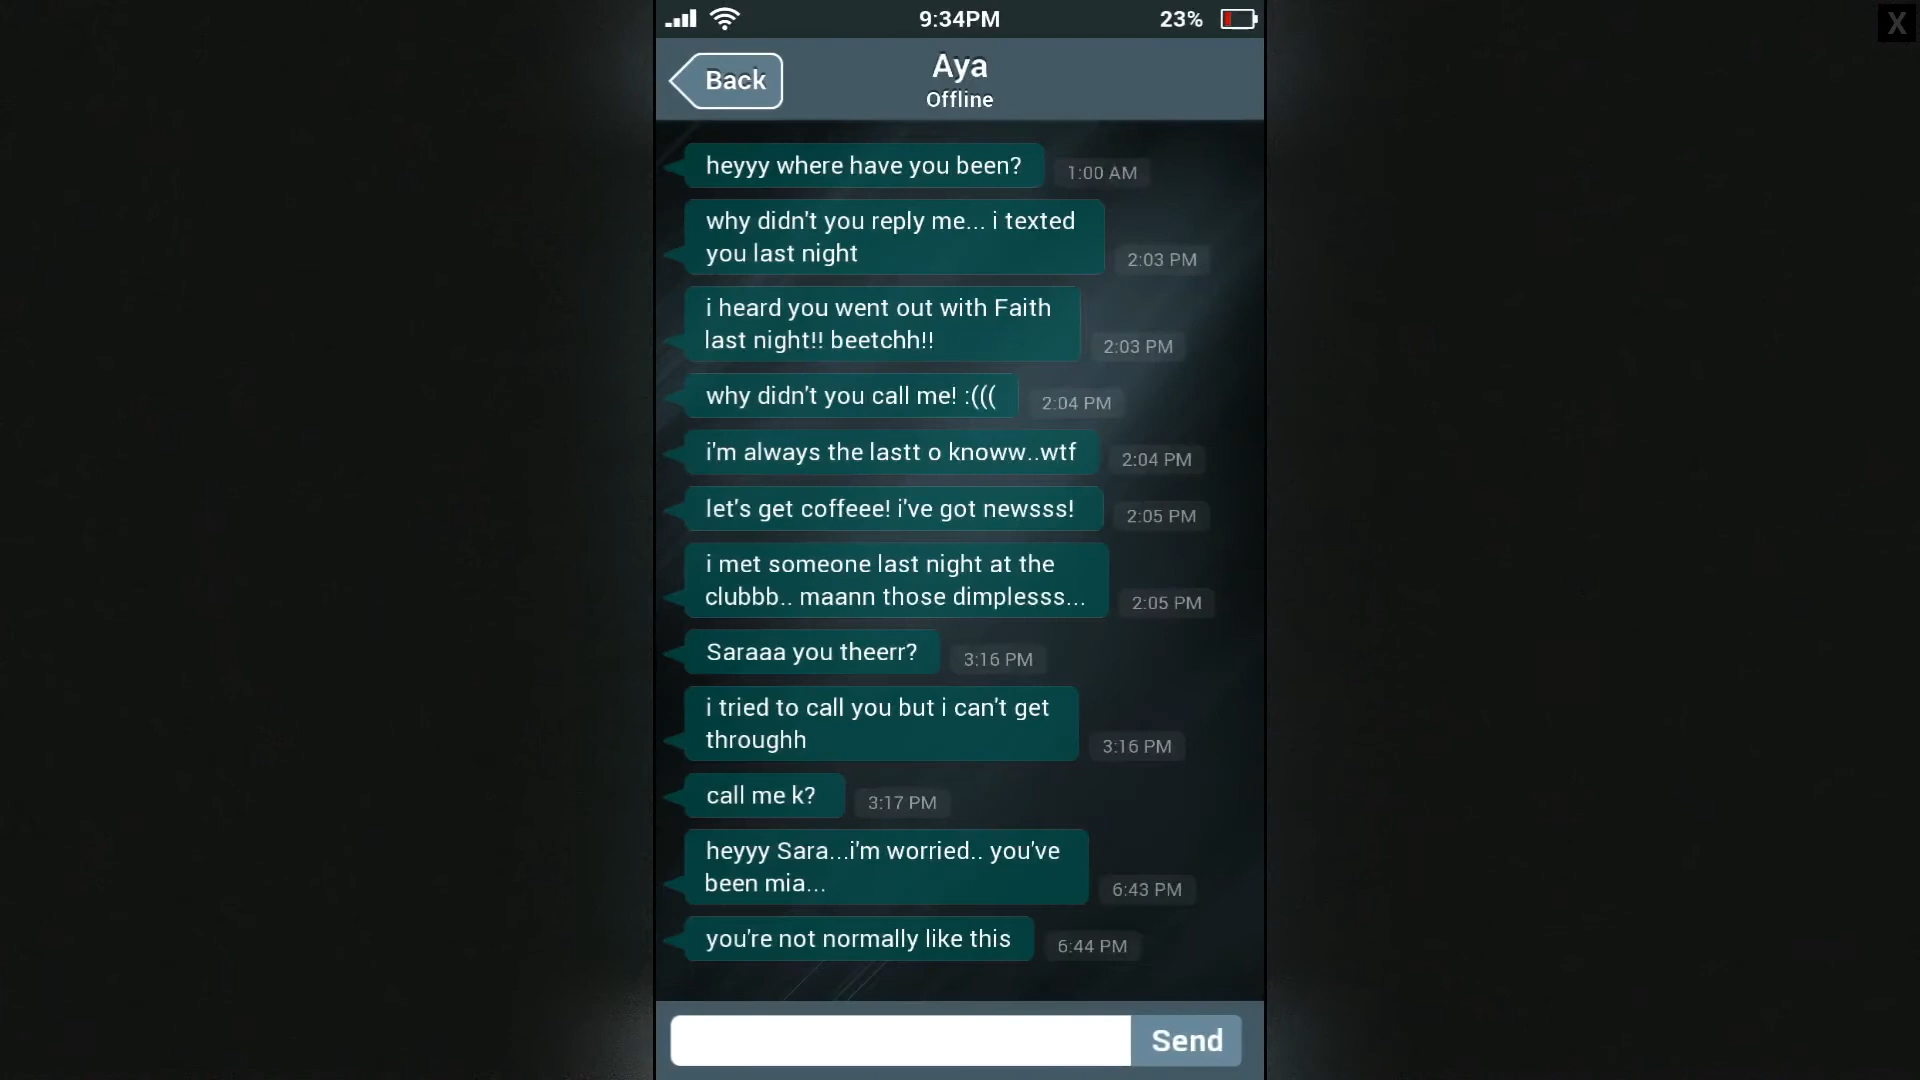 9:34PM
23%
X
Back
Aya
Offline
heyyy where have you been?
1:00 AM
why didn't you reply me... i texted
you last night
2:03 PM
i heard you went out with Faith
last night!! beetchh!!
2:03 PM
why didn't you call me! :(((
2:04 PM
i'm always the lastt o knoww..wtf
2:04 PM
let's get coffeee! i've got newsss!
2:05 PM
i met someone last night at the
clubbb.. maann those dimplesss...
2:05 PM
Saraaa you theerr?
3:16 PM
i tried to call you but i can't get
throughh
3:16 PM
call me k?
3:17 PM
heyyy Sara...i'm worried.. you've
been mia...
6:43 PM
you're not normally like this
6:44 PM
Send